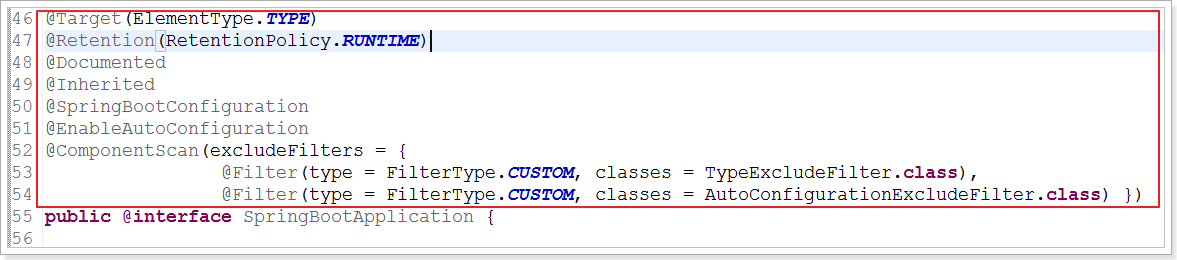 46 @Target(ElementType.TYPE)
47 @Retention(RetentionPolicy.RUNTIME)
48 @Documented
49 @Inherited
50 @SpringBootConfiguration
51 @EnableAutoConfiguration
52 @ComponentScan(excludeFilters = {
53 @Filter(type = FilterType.CUSTOM, classes = TypeExcludeFilter.class),
54 @Filter(type = FilterType.CUSTOM, classes = AutoConfigurationExcludeFilter.class) })
55 public @interface SpringBootApplication {
56